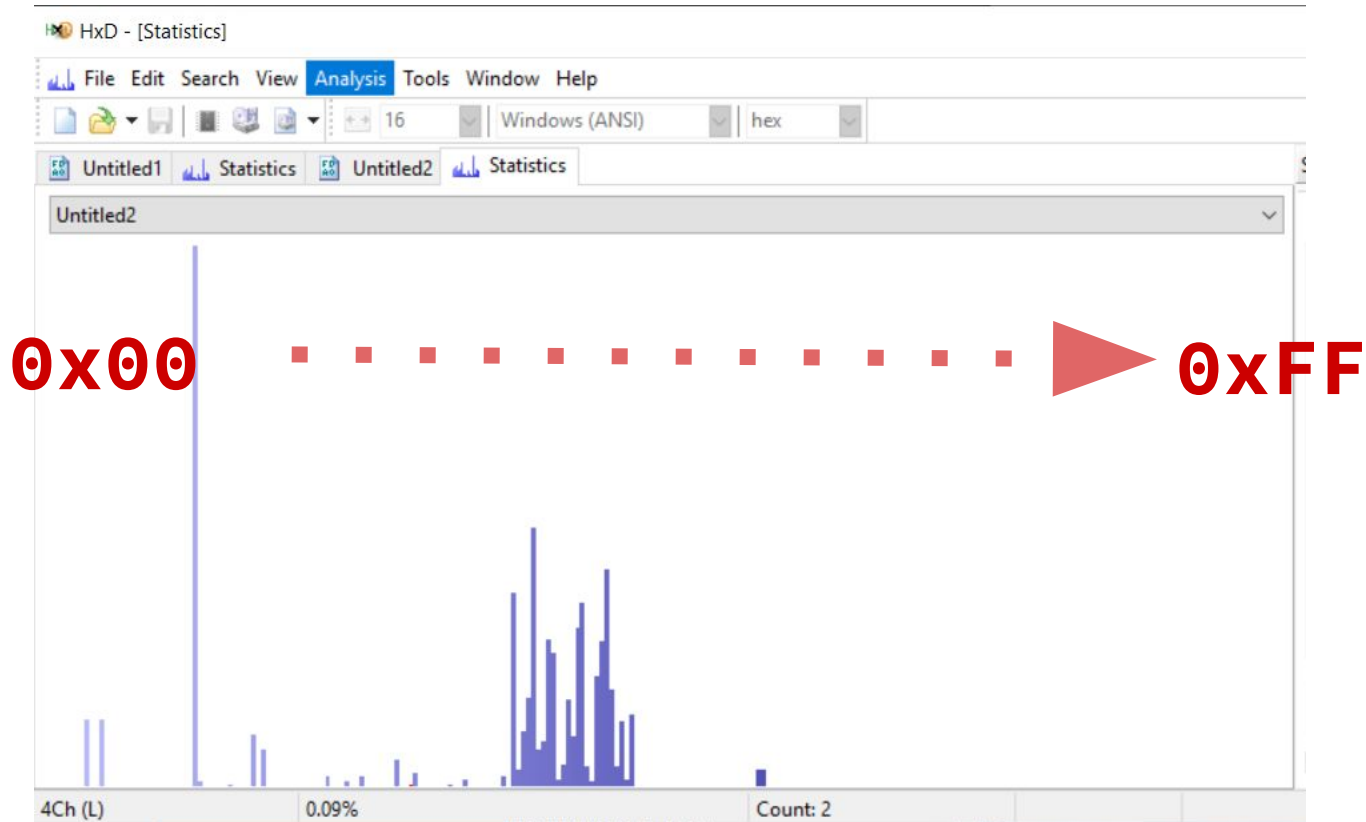 HxD - [Statistics]
File Edit Search View Analysis Tools Window Help
16 Windows (ANSI) hex
Untitled1 Statistics Untitled2 Statistics
Untitled2
0x00 0xFF
4Ch (L) 0.09% Count: 2